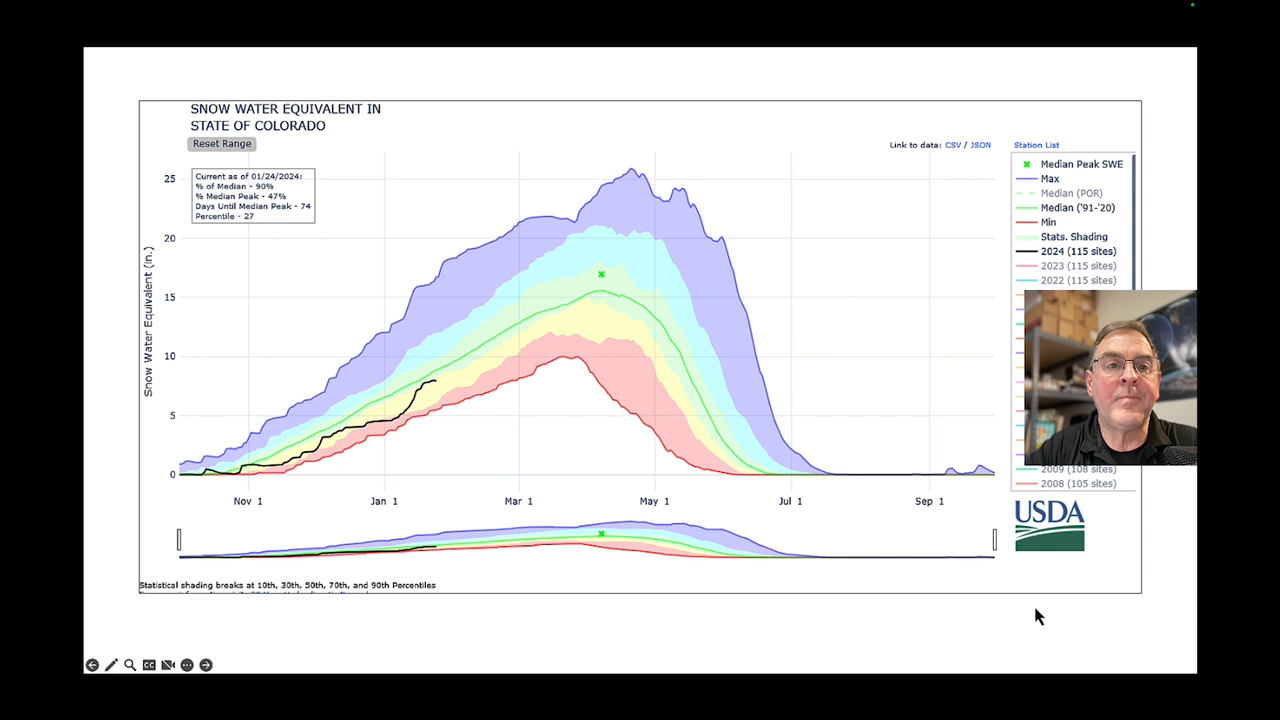 SNOW WATER EQUIVALENT IN
STATE OF COLORADO
Reset Range
Link to data: CSV / JSON
Station List
Current as of 01/24/2024:
% of Median - 90%
% Median Peak - 47%
Days Until Median Peak - 74
Percentile - 27
Snow Water Equivalent (in.)
25
20
15
10
5
0
Nov 1
Jan 1
Mar 1
May 1
Jul 1
Sep 1
Median Peak SWE
Max
Median (POR)
Median ('91-'20)
Min
Stats. Shading
2024 (115 sites)
2023 (115 sites)
2022 (115 sites)
2009 (108 sites)
2008 (105 sites)
USDA
Statistical shading breaks at 10th, 30th, 50th, 70th, and 90th Percentiles
CC